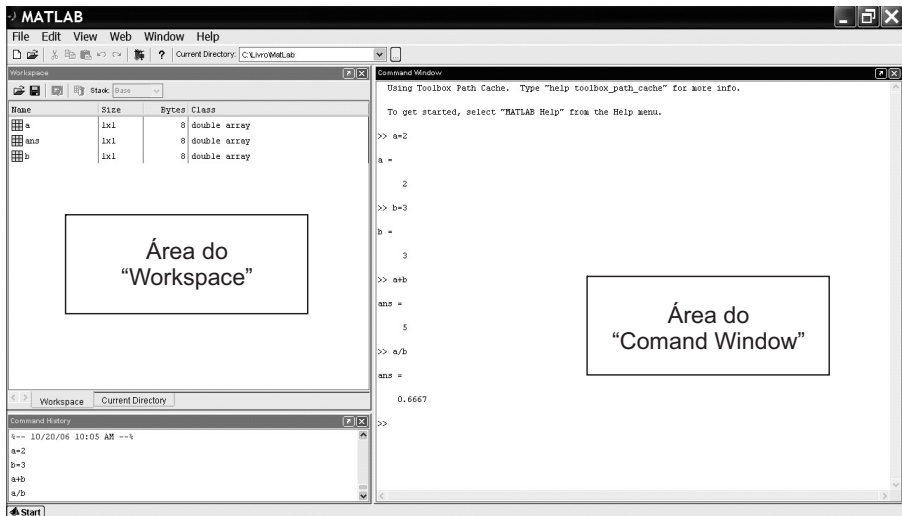 MATLAB
File Edit View Web Window Help
? Current Directory: C:\Livro\MatLab
Workspace
Stack: Base
Name Size Bytes Class
a 1x1 8 double array
ans 1x1 8 double array
b 1x1 8 double array
Área do
“Workspace”
Workspace Current Directory
Command History
%-- 10/20/06 10:05 AM --%
a=2
b=3
a+b
a/b
Start
Command Window
Using Toolbox Path Cache. Type "help toolbox_path_cache" for more info.
To get started, select "MATLAB Help" from the Help menu.
>> a=2
a =
2
>> b=3
b =
3
>> a+b
ans =
5
>> a/b
ans =
0.6667
>>
Área do
“Comand Window”